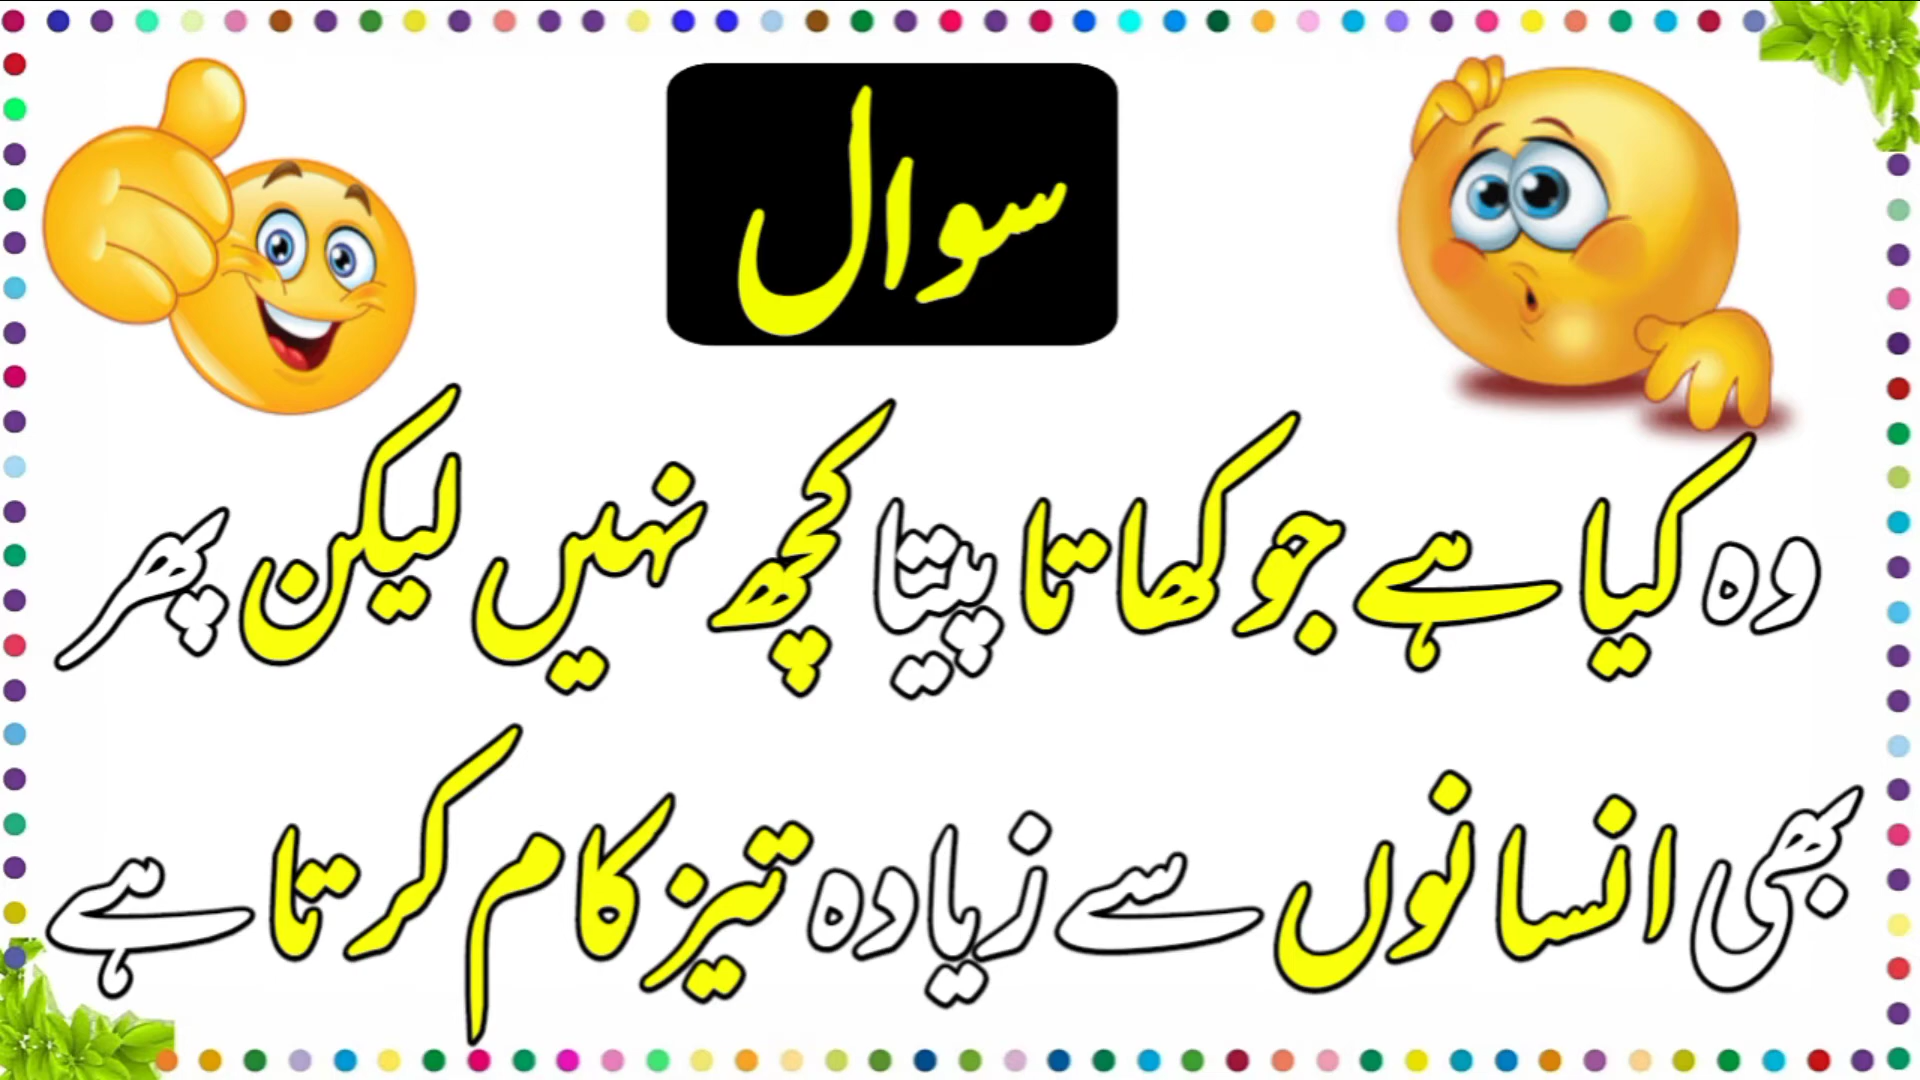 سوال
وہ کیا ہے جو کھاتا پیتا کچھ نہیں لیکن پھر
بھی انسانوں سے زیادہ تیز کام کرتا ہے